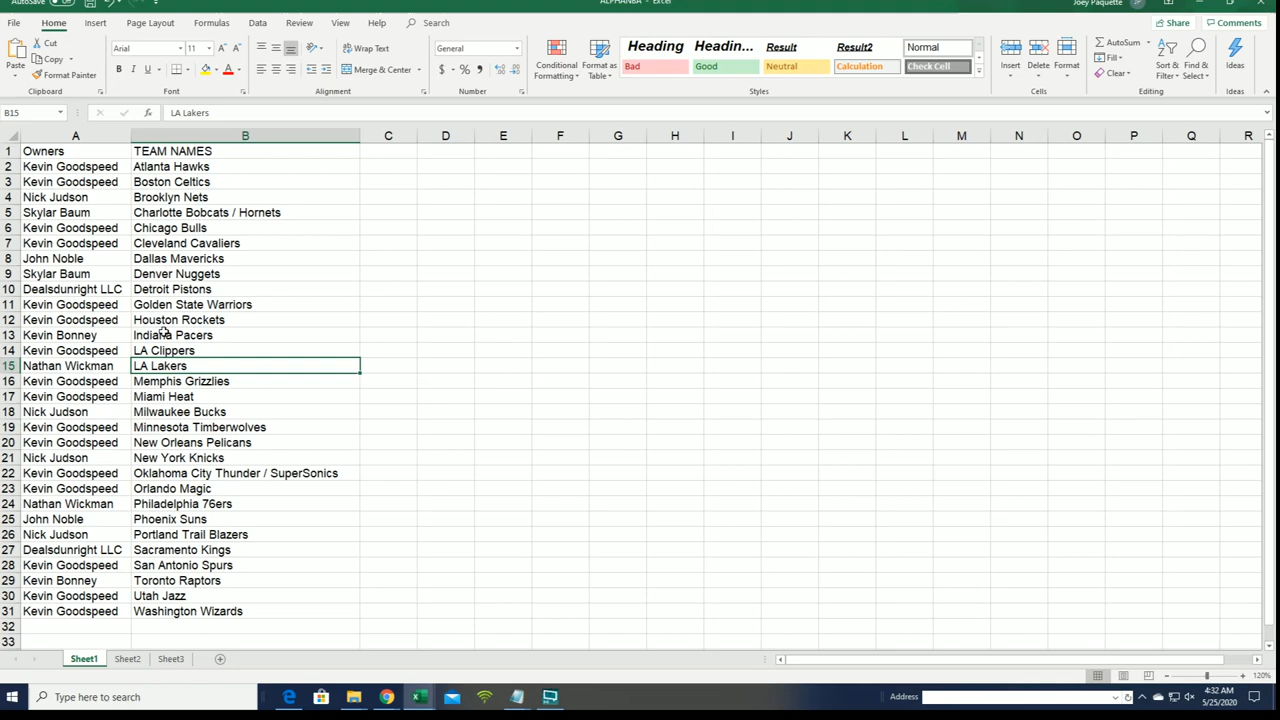 AutoSave Off ALPHANBA - Excel Joey Paquette JP
File Home Insert Page Layout Formulas Data Review View Help Search Share Comments
Paste Cut Copy Format Painter Clipboard
Arial 11 A A B I U A Font
Wrap Text Merge & Center Alignment
General $ % Number
Conditional Formatting Format as Table
Heading Headin... Result Result2 Normal
Bad Good Neutral Calculation Check Cell
Styles
Insert Delete Format Cells
AutoSum Fill Clear Sort & Filter Find & Select Editing
Ideas Ideas
B15 fx LA Lakers
A B C D E F G H I J K L M N O P Q R
1 Owners TEAM NAMES
2 Kevin Goodspeed Atlanta Hawks
3 Kevin Goodspeed Boston Celtics
4 Nick Judson Brooklyn Nets
5 Skylar Baum Charlotte Bobcats / Hornets
6 Kevin Goodspeed Chicago Bulls
7 Kevin Goodspeed Cleveland Cavaliers
8 John Noble Dallas Mavericks
9 Skylar Baum Denver Nuggets
10 Dealsdunright LLC Detroit Pistons
11 Kevin Goodspeed Golden State Warriors
12 Kevin Goodspeed Houston Rockets
13 Kevin Bonney Indiana Pacers
14 Kevin Goodspeed LA Clippers
15 Nathan Wickman LA Lakers
16 Kevin Goodspeed Memphis Grizzlies
17 Kevin Goodspeed Miami Heat
18 Nick Judson Milwaukee Bucks
19 Kevin Goodspeed Minnesota Timberwolves
20 Kevin Goodspeed New Orleans Pelicans
21 Nick Judson New York Knicks
22 Kevin Goodspeed Oklahoma City Thunder / SuperSonics
23 Kevin Goodspeed Orlando Magic
24 Nathan Wickman Philadelphia 76ers
25 John Noble Phoenix Suns
26 Nick Judson Portland Trail Blazers
27 Dealsdunright LLC Sacramento Kings
28 Kevin Goodspeed San Antonio Spurs
29 Kevin Bonney Toronto Raptors
30 Kevin Goodspeed Utah Jazz
31 Kevin Goodspeed Washington Wizards
32
33
Sheet1 Sheet2 Sheet3
120%
Type here to search Address 4:32 AM
5/25/2020